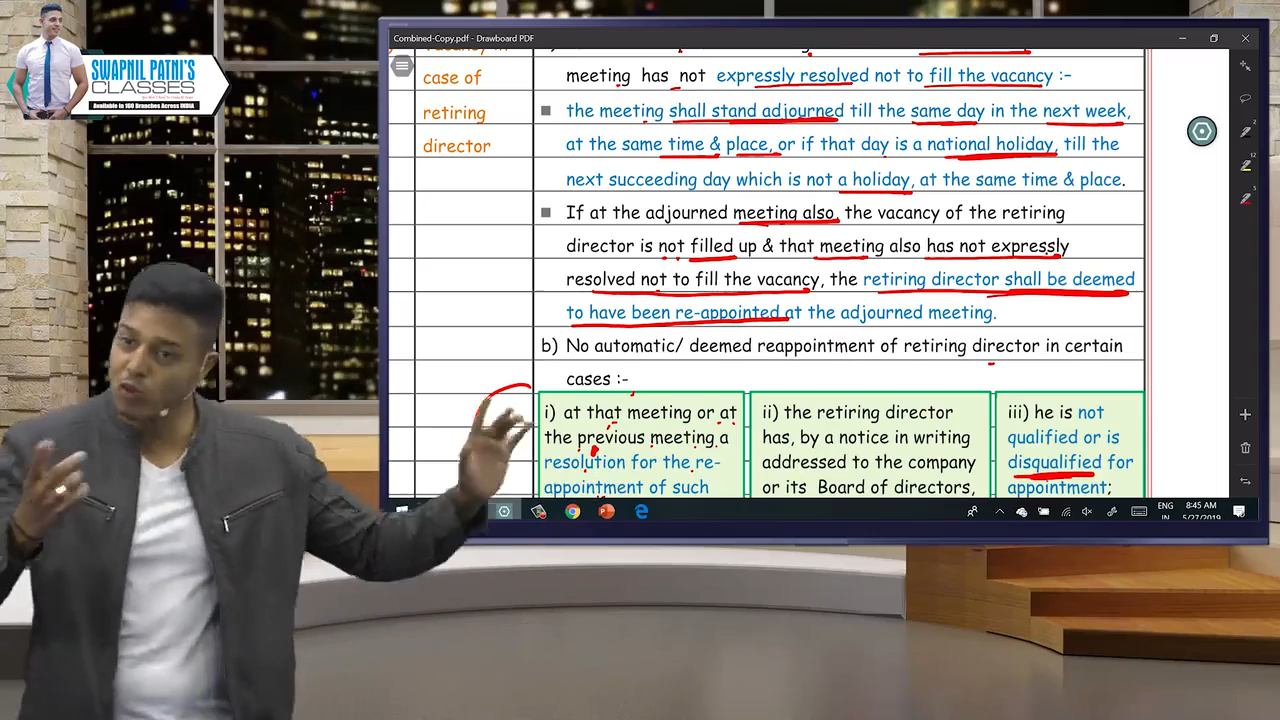 SWAPNIL PATNI'S
CLASSES
Available in 160 Branches Across INDIA
Combined-Copy.pdf - Drawboard PDF
case of
retiring
director
meeting has not expressly resolved not to fill the vacancy :-
■ the meeting shall stand adjourned till the same day in the next week,
at the same time & place, or if that day is a national holiday, till the
next succeeding day which is not a holiday, at the same time & place.
■ If at the adjourned meeting also, the vacancy of the retiring
director is not filled up & that meeting also has not expressly
resolved not to fill the vacancy, the retiring director shall be deemed
to have been re-appointed at the adjourned meeting.
b) No automatic/ deemed reappointment of retiring director in certain
cases :-
i) at that meeting or at
the previous meeting a
resolution for the re-
appointment of such
ii) the retiring director
has, by a notice in writing
addressed to the company
or its Board of directors,
iii) he is not
qualified or is
disqualified for
appointment;
ENG
IN
8:45 AM
5/27/2019